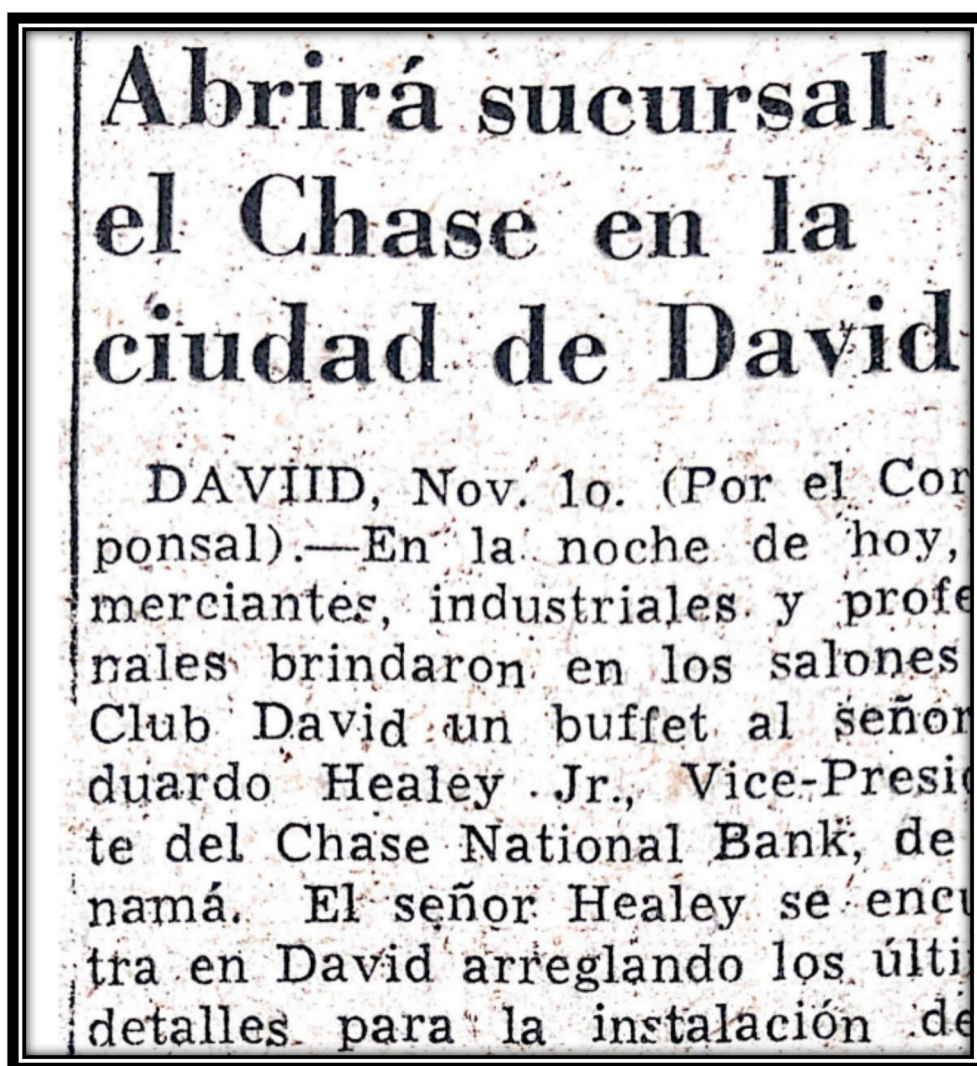 Abrirá sucursal
el Chase en la
ciudad de David
DAVIID, Nov. 1o. (Por el Cor
ponsal).—En la noche de hoy,
merciantes, industriales y profe
nales brindaron en los salones
Club David un buffet al señor
duardo Healey Jr., Vice-Presid
te del Chase National Bank, de
namá. El señor Healey se encu
tra en David arreglando los últi
detalles para la instalación de